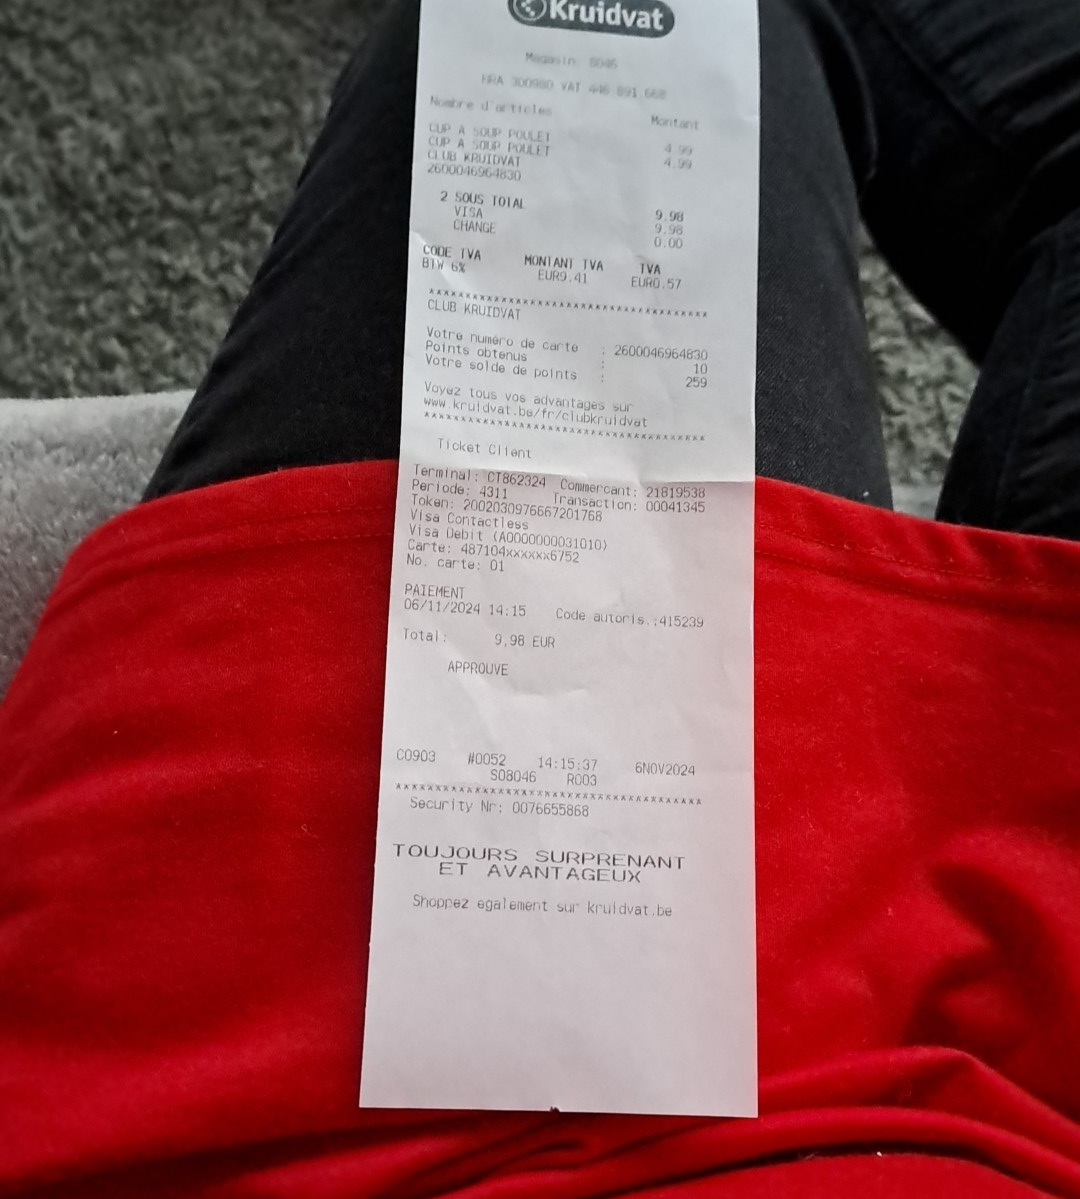 Kruidvat
Magasin: 8046
HRA 300980 VAT 446 891 668
Nombre d'articles Montant
CUP A SOUP POULET 4.99
CUP A SOUP POULET 4.99
CLUB KRUIDVAT
2600046964830
2 SOUS TOTAL 9.98
VISA 9.98
CHANGE 0.00
CODE TVA MONTANT TVA TVA
BTW 6% EUR9.41 EUR0.57
xxxxxxxxxxxxxxxxxxxxxxxxxxxxxxxxxxxxxx
CLUB KRUIDVAT
Votre numéro de carte : 2600046964830
Points obtenus : 10
Votre solde de points : 259
Voyez tous vos advantages sur
www.kruidvat.be/fr/clubkruidvat
xxxxxxxxxxxxxxxxxxxxxxxxxxxxxxxxxxxxxx
Ticket Client
Terminal: CT862324 Commercant: 21819538
Periode: 4311 Transaction: 00041345
Token: 2002030976667201768
Visa Contactless
Visa Debit (A0000000031010)
Carte: 487104xxxxxx6752
No. carte: 01
PAIEMENT
06/11/2024 14:15 Code autoris.:415239
Total: 9,98 EUR
APPROUVE
C0903 #0052 14:15:37 6NOV2024
S08046 R003
xxxxxxxxxxxxxxxxxxxxxxxxxxxxxxxxxxxxxx
Security Nr: 0076655868
TOUJOURS SURPRENANT
ET AVANTAGEUX
Shoppez egalement sur kruidvat.be